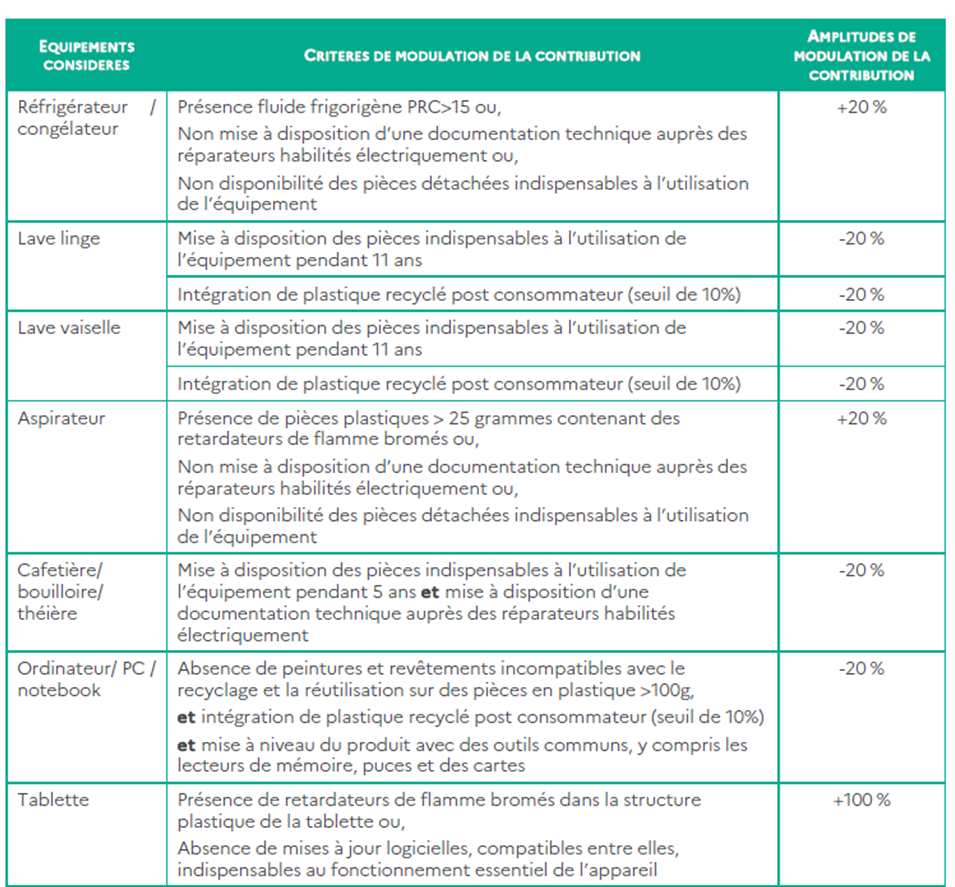 EQUIPEMENTS
CONSIDERES
CRITERES DE MODULATION DE LA CONTRIBUTION
AMPLITUDES DE
MODULATION DE LA
CONTRIBUTION
Réfrigérateur /
congélateur
Présence fluide frigorigène PRC>15 ou,
Non mise à disposition d’une documentation technique auprès des
réparateurs habilités électriquement ou,
Non disponibilité des pièces détachées indispensables à l’utilisation
de l’équipement
+20 %
Lave linge
Mise à disposition des pièces indispensables à l’utilisation de
l’équipement pendant 11 ans
-20 %
Intégration de plastique recyclé post consommateur (seuil de 10%)
-20 %
Lave vaiselle
Mise à disposition des pièces indispensables à l’utilisation de
l’équipement pendant 11 ans
-20 %
Intégration de plastique recyclé post consommateur (seuil de 10%)
-20 %
Aspirateur
Présence de pièces plastiques > 25 grammes contenant des
retardateurs de flamme bromés ou,
Non mise à disposition d’une documentation technique auprès des
réparateurs habilités électriquement ou,
Non disponibilité des pièces détachées indispensables à l’utilisation
de l’équipement
+20 %
Cafetière/
bouilloire/
théière
Mise à disposition des pièces indispensables à l’utilisation de
l’équipement pendant 5 ans et mise à disposition d’une
documentation technique auprès des réparateurs habilités
électriquement
-20 %
Ordinateur/ PC /
notebook
Absence de peintures et revêtements incompatibles avec le
recyclage et la réutilisation sur des pièces en plastique >100g,
et intégration de plastique recyclé post consommateur (seuil de 10%)
et mise à niveau du produit avec des outils communs, y compris les
lecteurs de mémoire, puces et des cartes
-20 %
Tablette
Présence de retardateurs de flamme bromés dans la structure
plastique de la tablette ou,
Absence de mises à jour logicielles, compatibles entre elles,
indispensables au fonctionnement essentiel de l’appareil
+100 %